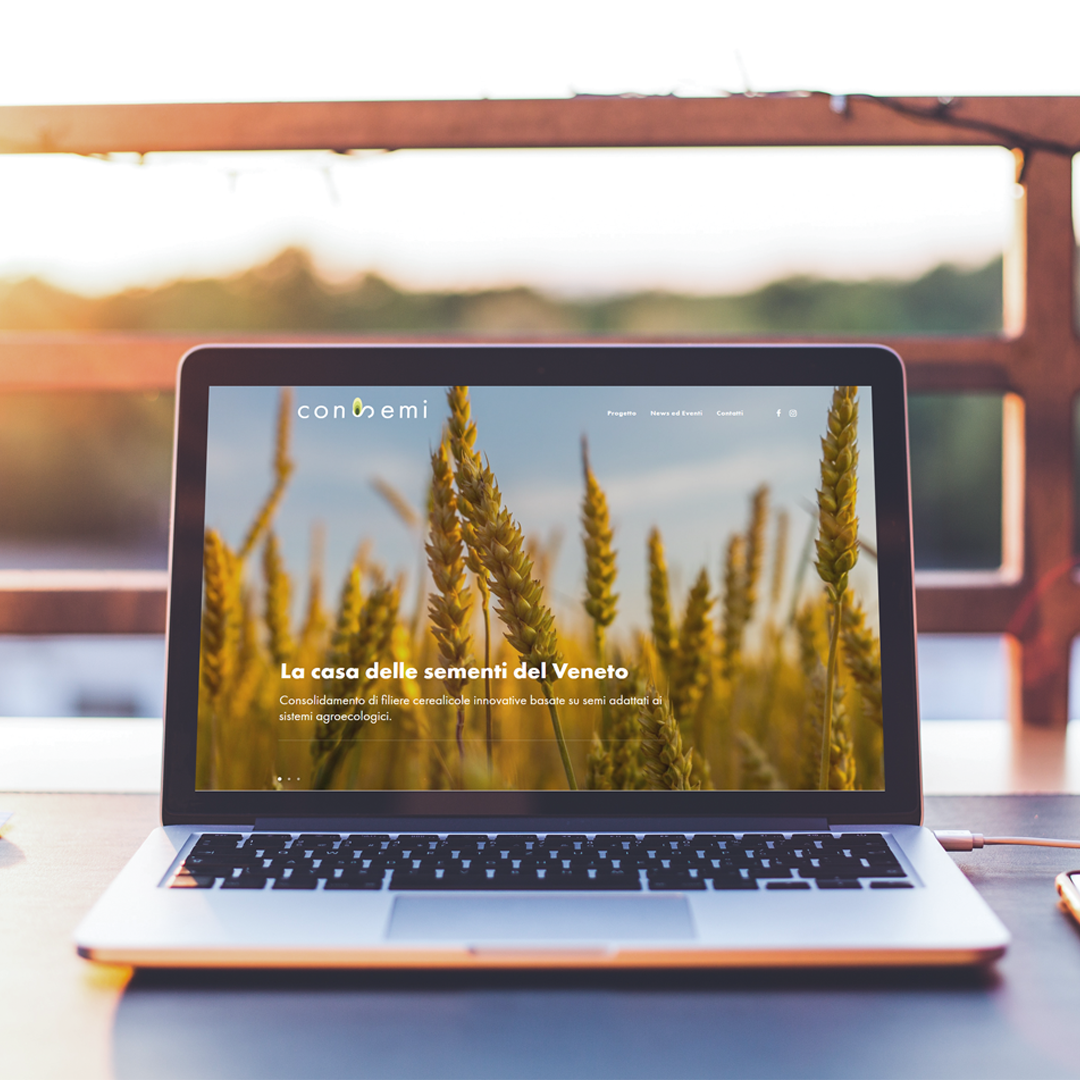 consemi
Progetto News ed Eventi Contatti
La casa delle sementi del Veneto
Consolidamento di filiere cerealicole innovative basate su semi adattati ai
sistemi agroecologici.